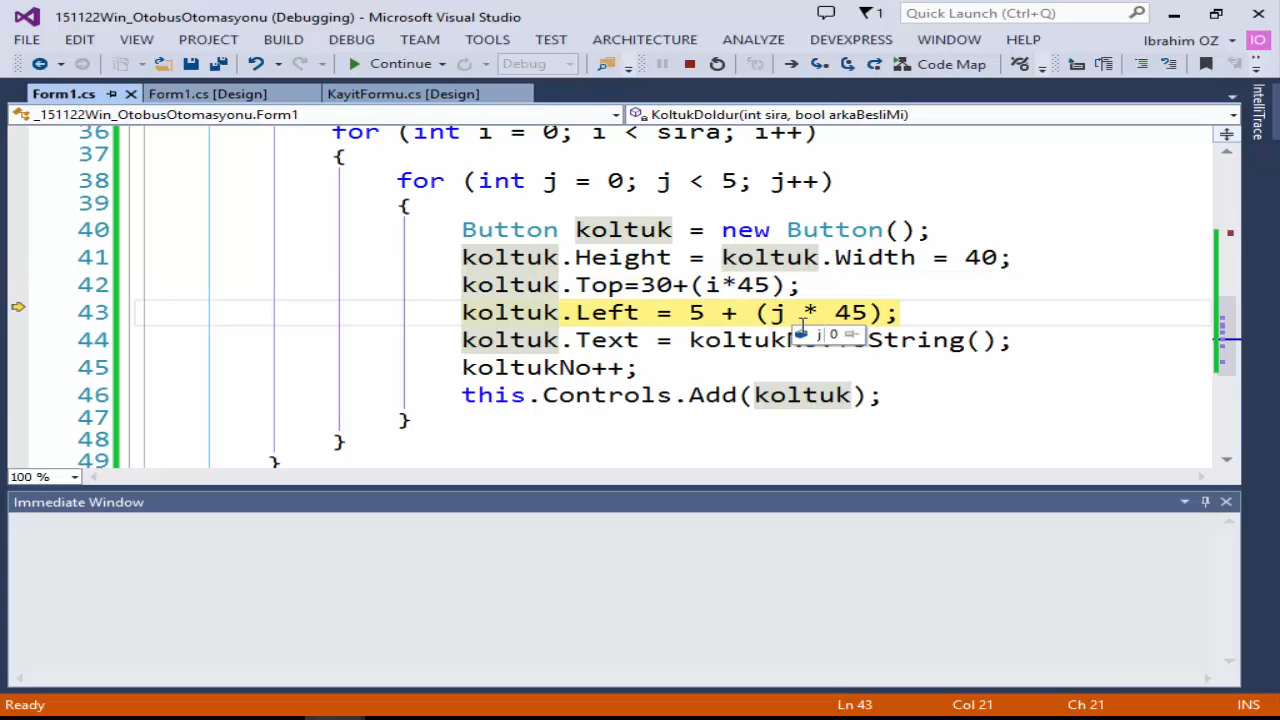 151122Win_OtobusOtomasyonu (Debugging) - Microsoft Visual Studio
1
Quick Launch (Ctrl+Q)
FILE EDIT VIEW PROJECT BUILD DEBUG TEAM TOOLS TEST ARCHITECTURE ANALYZE DEVEXPRESS WINDOW HELP Ibrahim OZ IO
Continue Debug Code Map
Form1.cs Form1.cs [Design] KayitFormu.cs [Design]
_151122Win_OtobusOtomasyonu.Form1 KoltukDoldur(int sira, bool arkaBesliMi)
IntelliTrace
36 for (int i = 0; i < sira; i++)
37 {
38 for (int j = 0; j < 5; j++)
39 {
40 Button koltuk = new Button();
41 koltuk.Height = koltuk.Width = 40;
42 koltuk.Top=30+(i*45);
43 koltuk.Left = 5 + (j * 45);
j 0
44 koltuk.Text = koltukString();
45 koltukNo++;
46 this.Controls.Add(koltuk);
47 }
48 }
49 }
100 %
Immediate Window
Ready Ln 43 Col 21 Ch 21 INS